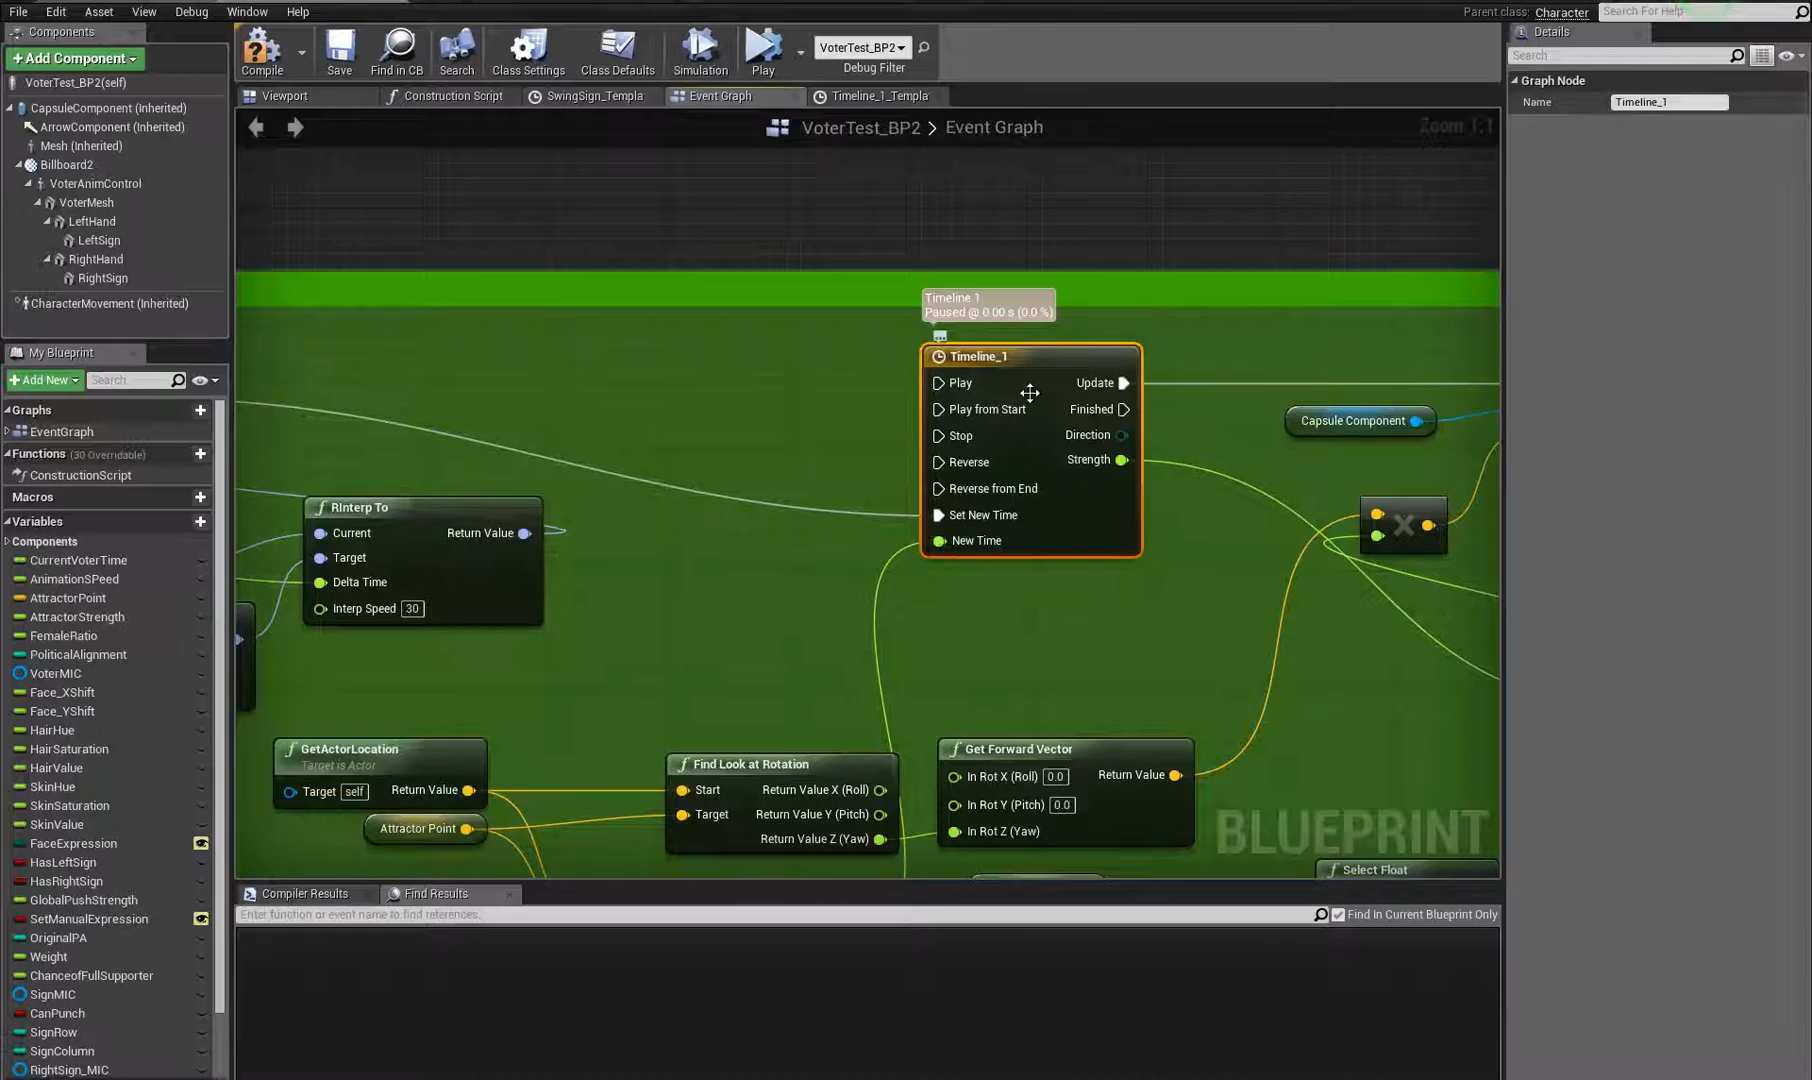 File Edit Asset View Debug Window Help
Parent class: Character Search For Help
Components
+Add Component
VoterTest_BP2(self)
CapsuleComponent (Inherited)
ArrowComponent (Inherited)
Mesh (Inherited)
Billboard2
VoterAnimControl
VoterMesh
LeftHand
LeftSign
RightHand
RightSign
CharacterMovement (Inherited)
My Blueprint
+Add New Search
Graphs
EventGraph
Functions (30 Overridable)
ConstructionScript
Macros
Variables
Components
CurrentVoterTime
AnimationSPeed
AttractorPoint
AttractorStrength
FemaleRatio
PoliticalAlignment
VoterMIC
Face_XShift
Face_YShift
HairHue
HairSaturation
HairValue
SkinHue
SkinSaturation
SkinValue
FaceExpression
HasLeftSign
HasRightSign
GlobalPushStrength
SetManualExpression
OriginalPA
Weight
ChanceofFullSupporter
SignMIC
CanPunch
SignRow
SignColumn
RightSign_MIC
Compile Save Find in CB Search Class Settings Class Defaults Simulation Play
VoterTest_BP2
Debug Filter
Viewport Construction Script SwingSign_Templa Event Graph Timeline_1_Templa
VoterTest_BP2 > Event Graph
Zoom 1:1
Timeline 1
Paused @ 0.00 s (0.0 %)
Timeline_1
Play Update
Play from Start Finished
Stop Direction
Reverse Strength
Reverse from End
Set New Time
New Time
Capsule Component
RInterp To
Current Return Value
Target
Delta Time
Interp Speed 30
GetActorLocation
Target is Actor
Target self Return Value
Attractor Point
Find Look at Rotation
Start Return Value X (Roll)
Target Return Value Y (Pitch)
Return Value Z (Yaw)
Get Forward Vector
In Rot X (Roll) 0.0 Return Value
In Rot Y (Pitch) 0.0
In Rot Z (Yaw)
BLUEPRINT
Select Float
Compiler Results Find Results
Enter function or event name to find references.
Find In Current Blueprint Only
Details
Search
Graph Node
Name Timeline_1